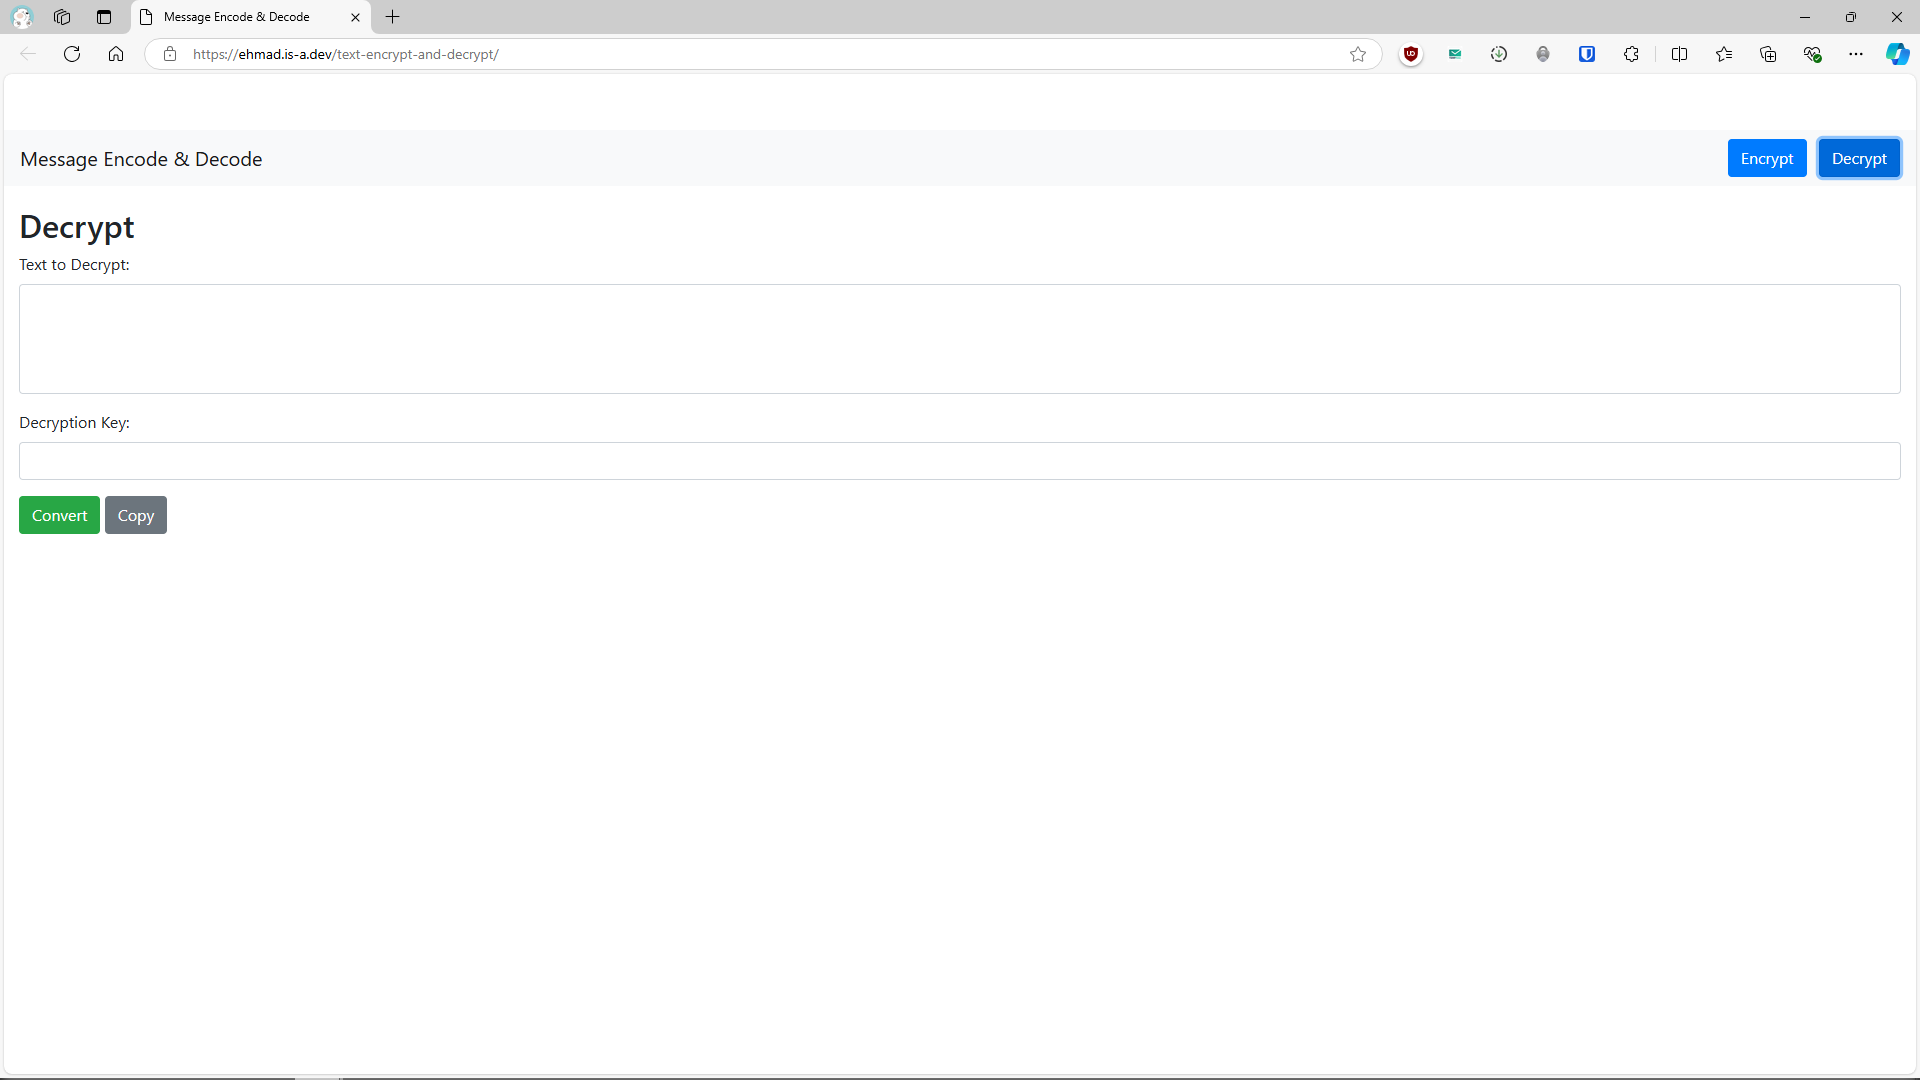 Message Encode & Decode
https://ehmad.is-a.dev/text-encrypt-and-decrypt/
Message Encode & Decode
Encrypt
Decrypt
Decrypt
Text to Decrypt:
Decryption Key:
Convert
Copy